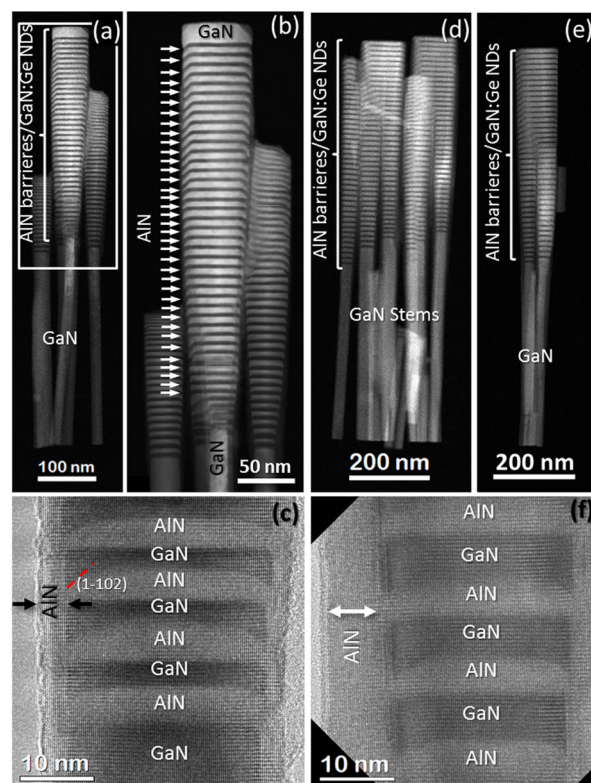 (a)
AlN barrieres/GaN:Ge NDs
GaN
100 nm
(b)
GaN
AlN
GaN
50 nm
(d)
AlN barrieres/GaN:Ge NDs
GaN Stems
200 nm
(e)
AlN barrieres/GaN:Ge NDs
GaN
200 nm
(c)
AlN
GaN
AlN
(1-102)
AlN
GaN
AlN
GaN
AlN
GaN
10 nm
(f)
AlN
GaN
AlN
GaN
AlN
AlN
GaN
AlN
10 nm